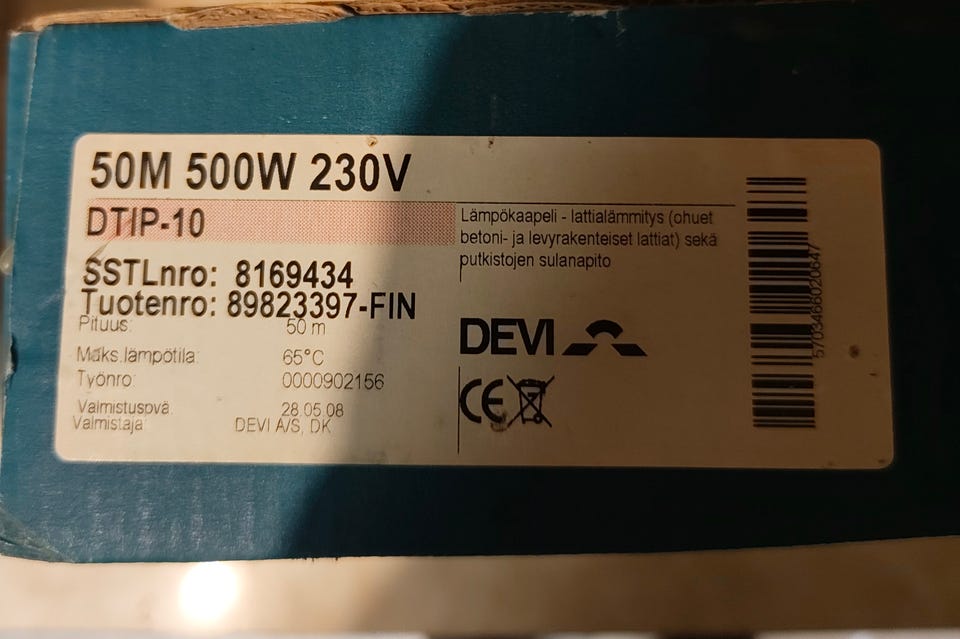 50M 500W 230V
DTIP-10
Lämpökaapeli - lattialämmitys (ohuet
betoni- ja levyrakenteiset lattiat) sekä
putkistojen sulanapito
SSTLnro: 8169434
Tuotenro: 89823397-FIN
Pituus: 50 m
Maks.lämpötila: 65°C
Työnro: 0000902156
Valmistuspvä. 28.05.08
Valmistaja: DEVI A/S, DK
DEVI
CE
5703466020647